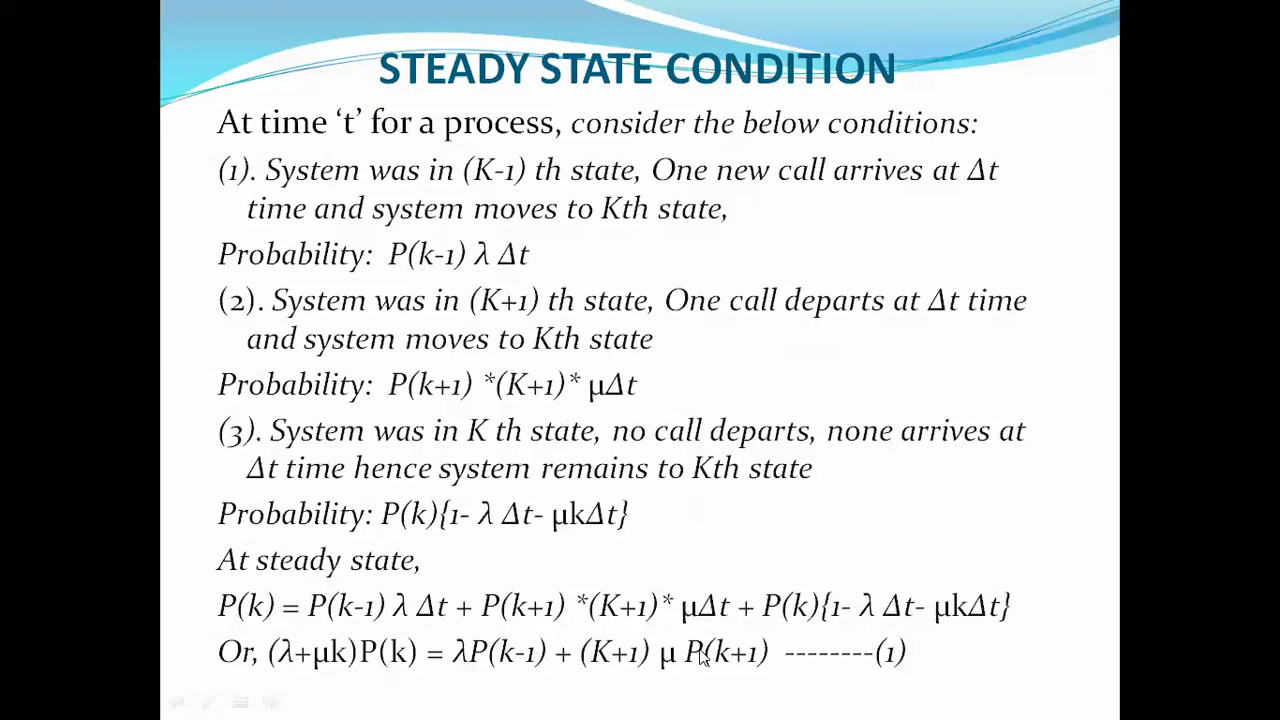 STEADY STATE CONDITION
At time ‘t’ for a process, consider the below conditions:
(1). System was in (K-1) th state, One new call arrives at Δt
time and system moves to Kth state,
Probability: P(k-1) λ Δt
(2). System was in (K+1) th state, One call departs at Δt time
and system moves to Kth state
Probability: P(k+1) *(K+1)* μΔt
(3). System was in K th state, no call departs, none arrives at
Δt time hence system remains to Kth state
Probability: P(k){1- λ Δt- μkΔt}
At steady state,
P(k) = P(k-1) λ Δt + P(k+1) *(K+1)* μΔt + P(k){1- λ Δt- μkΔt}
Or, (λ+μk)P(k) = λP(k-1) + (K+1) μ P(k+1) --------(1)